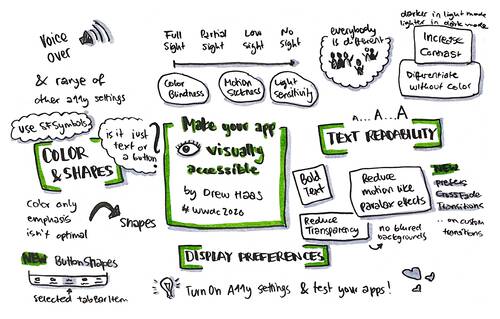 Voice
over
& range of
other a11y settings
Full
Sight
Partial
sight
Low
sight
No
sight
Color
Blindness
Motion
Sickness
Light
Sensitivity
everybody
is different
darker in light mode
lighter in dark mode
Increase
Contrast
Differentiate
without color
use SFSymbols
is it just
text or
a button?
COLOR
& SHAPES
Color only
emphasis
isn't optimal
Shapes
NEW ButtonShapes
selected tabBarItem
Make your app
visually
accessible
by Drew Haas
#wwdc2020
A...A...A
TEXT READABILITY
Bold
Text
Reduce
motion like
parallax effects
NEW
prefers
CrossFade
Transitions
.. on custom
transitions
Reduce
Transparency
no blured
backgrounds
DISPLAY PREFERENCES
Turn On A11y settings & test your apps!